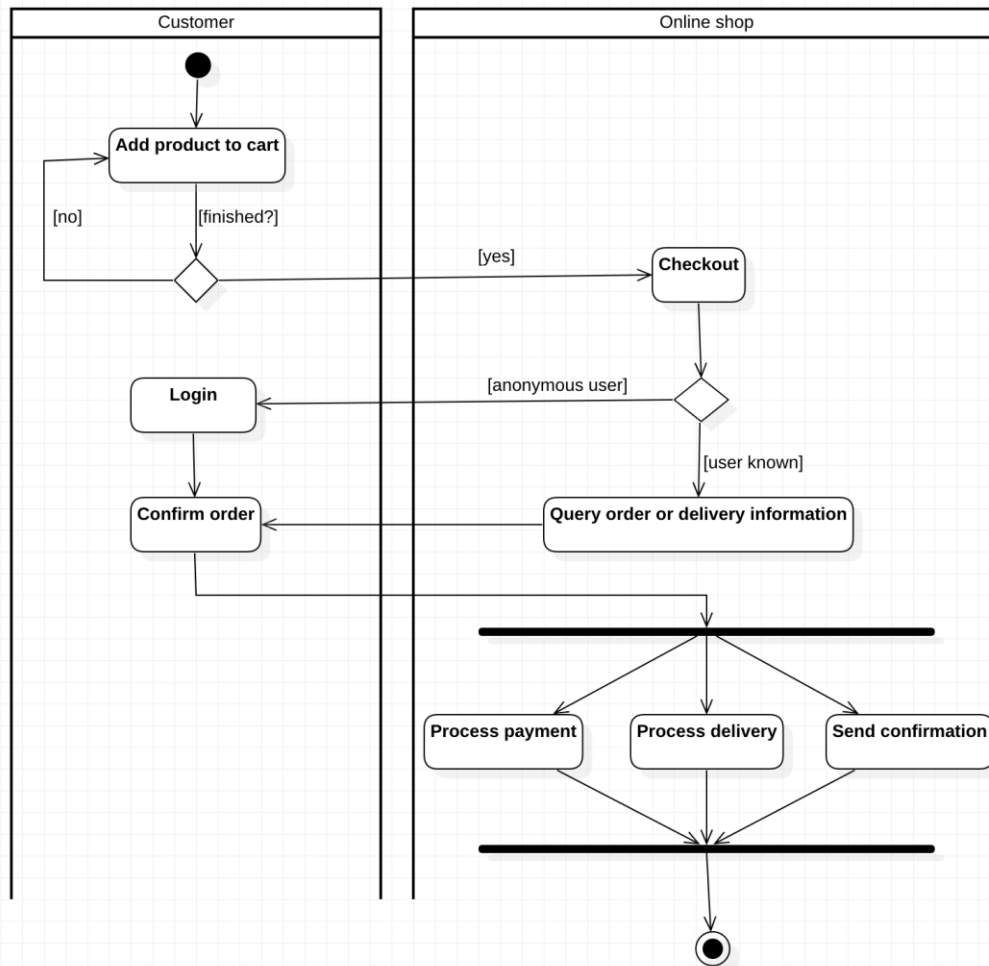 Customer
Online shop
Add product to cart
[no]
[finished?]
[yes]
Checkout
Login
[anonymous user]
[user known]
Confirm order
Query order or delivery information
Process payment
Process delivery
Send confirmation